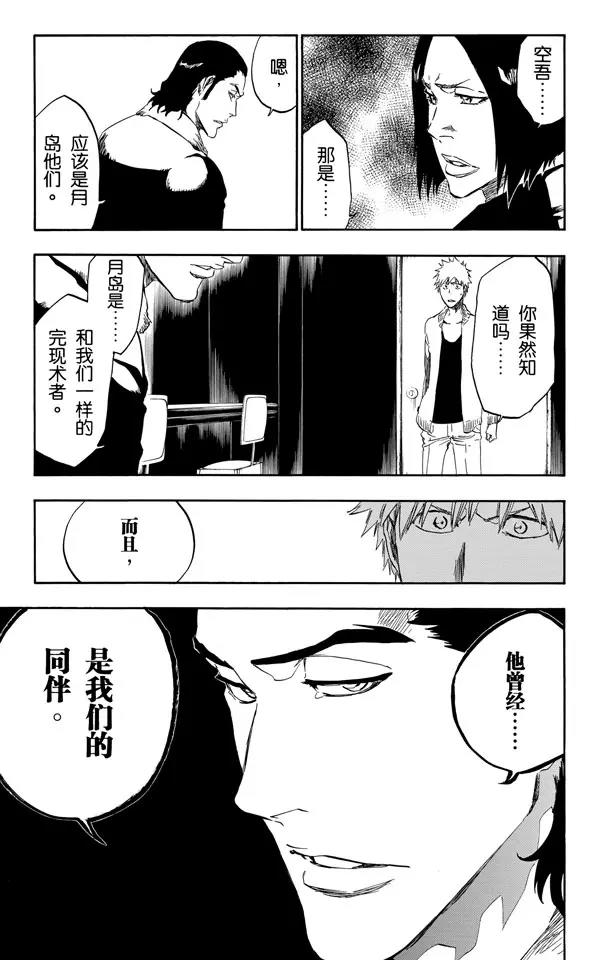 空吾……
那是……
嗯，
应该是月
岛他们。
你果然知
道吗……
月岛是……
和我们一样的
完现术者。
而且，
他曾经……
是我们的
同伴。